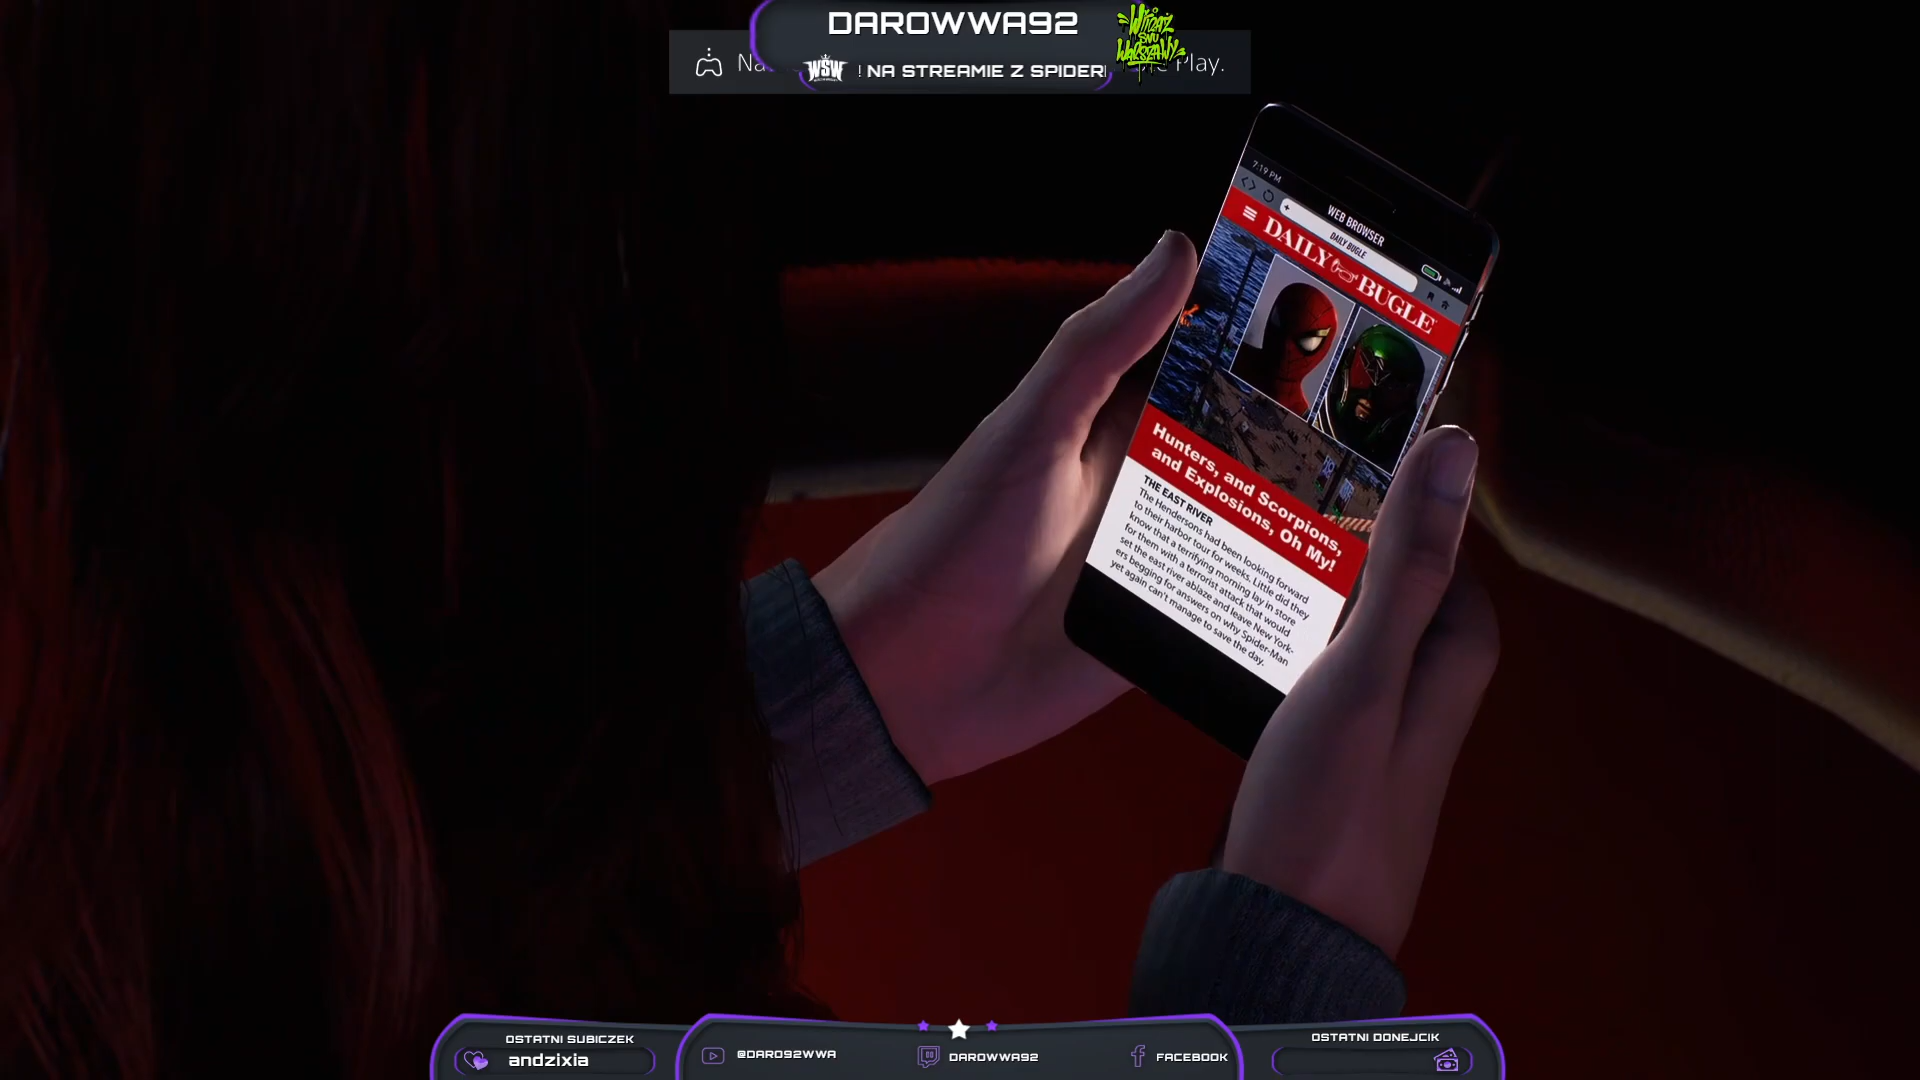 DAROWWA92
WIRAŻ
SNU
WARSZAWY
Na
Play.
WSW
! NA STREAMIE Z SPIDER
7:19 PM
WEB BROWSER
DAILY BUGLE
DAILY BUGLE
Hunters, and Scorpions,
and Explosions, Oh My!
THE EAST RIVER
The Hendersons had been looking forward
to their harbor tour for weeks. Little did they
know that a terrifying morning lay in store
for them with a terrorist attack that would
set the east river ablaze and leave New York-
ers begging for answers on why Spider-Man
yet again can't manage to save the day.
OSTATNI SUBICZEK
andzixia
@DARO92WWA
DAROWWA92
FACEBOOK
OSTATNI DONEJCIK